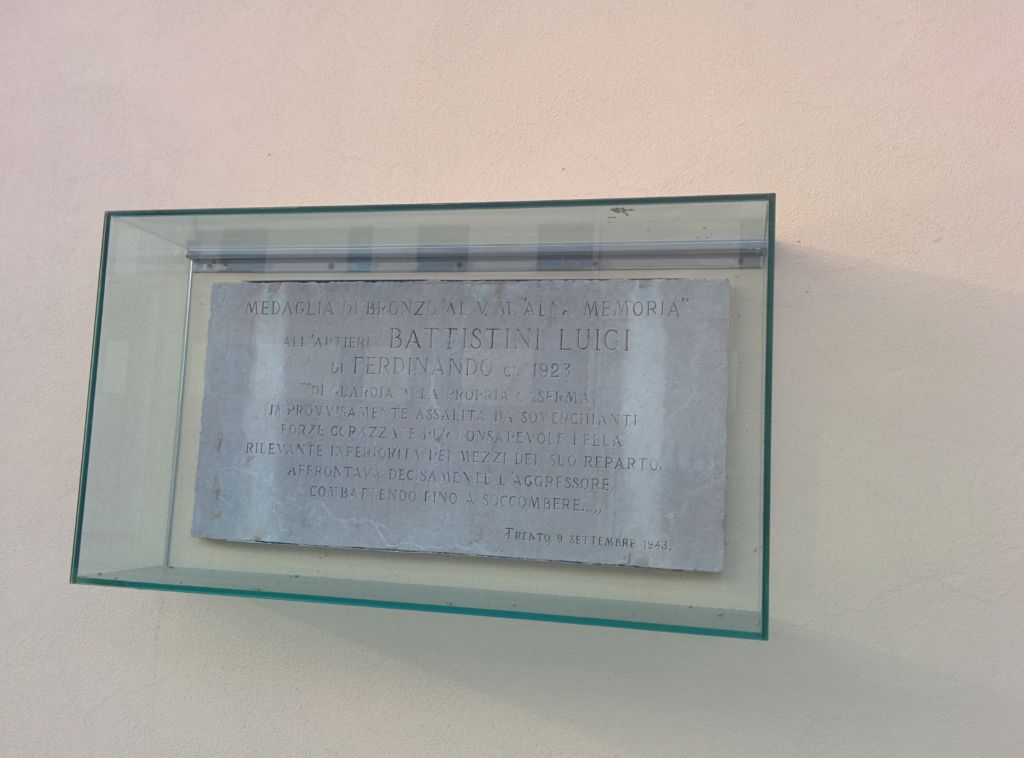 MEDAGLIA DI BRONZO AL V. M. "ALLA MEMORIA"
ALL'ARTIERE BATTISTINI LUIGI
DI FERDINANDO CL. 1923
""DI GUARDIA ALLA PROPRIA CASERMA,
IMPROVVISAMENTE ASSALITA DA SOVERCHIANTI
FORZE CORAZZATE PUR CONSAPEVOLE DELLA
RILEVANTE INFERIORITÀ DEI MEZZI DEL SUO REPARTO,
AFFRONTAVA DECISAMENTE L'AGGRESSORE,
COMBATTENDO FINO A SOCCOMBERE..,,,,
TRENTO, 9 SETTEMBRE 1943.